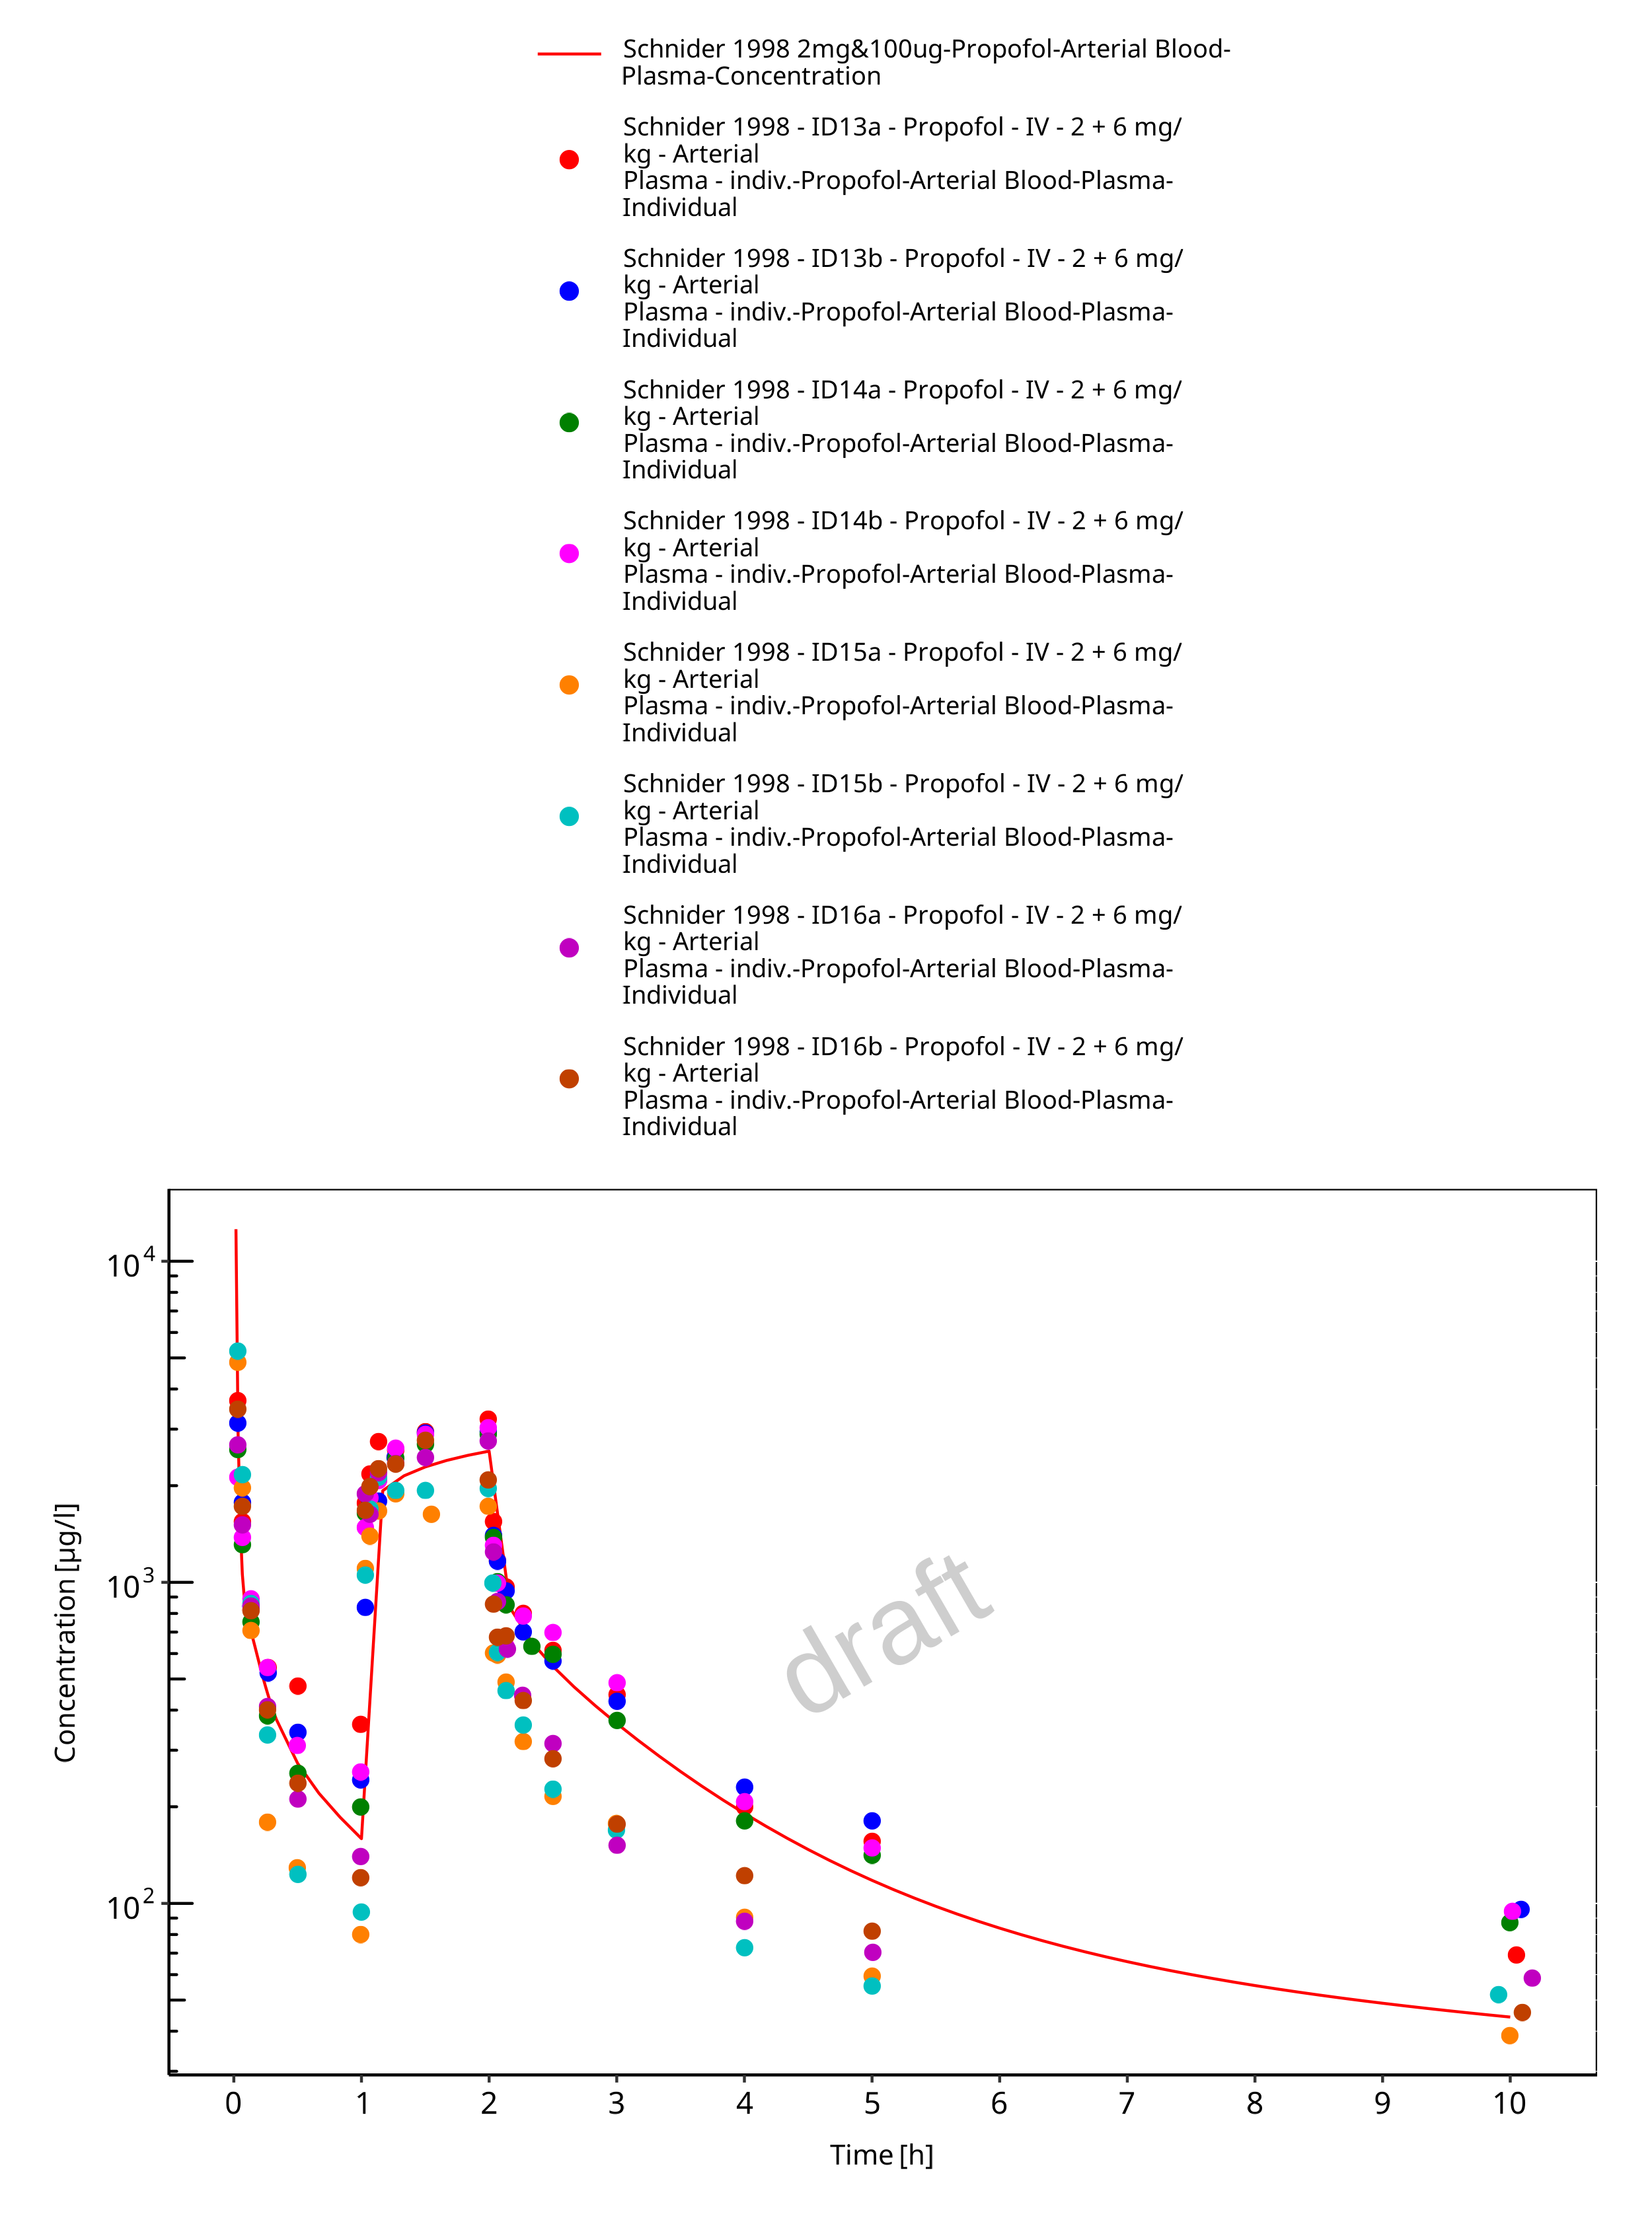 Schnider 1998 2mg&100ug-Propofol-Arterial Blood-
Plasma-Concentration
Schnider 1998 - ID13a - Propofol - IV - 2 + 6 mg/
kg - Arterial
Plasma - indiv.-Propofol-Arterial Blood-Plasma-
Individual
Schnider 1998 - ID13b - Propofol - IV - 2 + 6 mg/
kg - Arterial
Plasma - indiv.-Propofol-Arterial Blood-Plasma-
Individual
Schnider 1998 - ID14a - Propofol - IV - 2 + 6 mg/
kg - Arterial
Plasma - indiv.-Propofol-Arterial Blood-Plasma-
Individual
Schnider 1998 - ID14b - Propofol - IV - 2 + 6 mg/
kg - Arterial
Plasma - indiv.-Propofol-Arterial Blood-Plasma-
Individual
Schnider 1998 - ID15a - Propofol - IV - 2 + 6 mg/
kg - Arterial
Plasma - indiv.-Propofol-Arterial Blood-Plasma-
Individual
Schnider 1998 - ID15b - Propofol - IV - 2 + 6 mg/
kg - Arterial
Plasma - indiv.-Propofol-Arterial Blood-Plasma-
Individual
Schnider 1998 - ID16a - Propofol - IV - 2 + 6 mg/
kg - Arterial
Plasma - indiv.-Propofol-Arterial Blood-Plasma-
Individual
Schnider 1998 - ID16b - Propofol - IV - 2 + 6 mg/
kg - Arterial
Plasma - indiv.-Propofol-Arterial Blood-Plasma-
Individual
10^4
10^3
10^2
Concentration [µg/l]
draft
0 1 2 3 4 5 6 7 8 9 10
Time [h]